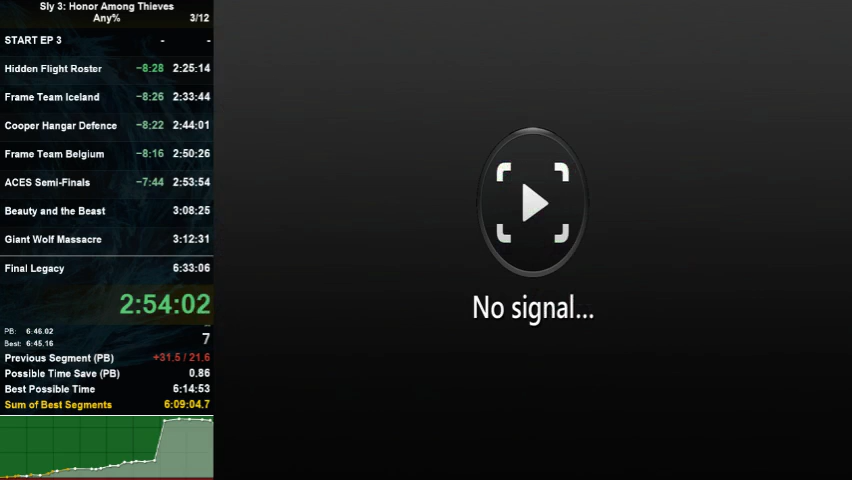 Sly 3: Honor Among Thieves
Any% 3/12
START EP 3 - -
Hidden Flight Roster −8:28 2:25:14
Frame Team Iceland −8:26 2:33:44
Cooper Hangar Defence −8:22 2:44:01
Frame Team Belgium −8:16 2:50:26
ACES Semi-Finals −7:44 2:53:54
Beauty and the Beast 3:08:25
Giant Wolf Massacre 3:12:31
Final Legacy 6:33:06
2:54:02
PB: 6:46.02
Best: 6:45.16
7
Previous Segment (PB) +31.5 / 21.6
Possible Time Save (PB) 0.86
Best Possible Time 6:14:53
Sum of Best Segments 6:09:04.7
No signal...